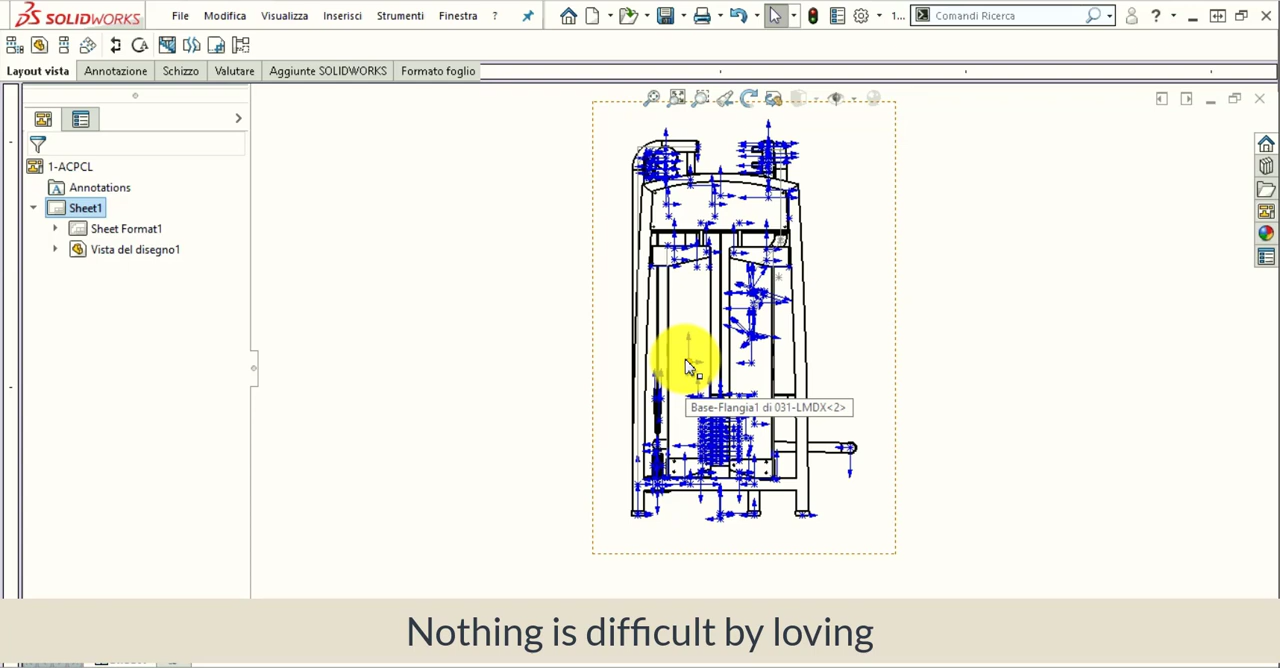 SOLIDWORKS
File Modifica Visualizza Inserisci Strumenti Finestra ?
1...
Comandi Ricerca
?
Layout vista Annotazione Schizzo Valutare Aggiunte SOLIDWORKS Formato foglio
1-ACPCL
A Annotations
Sheet1
Sheet Format1
Vista del disegno1
Base-Flangia1 di 031-LMDX<2>
Nothing is difficult by loving